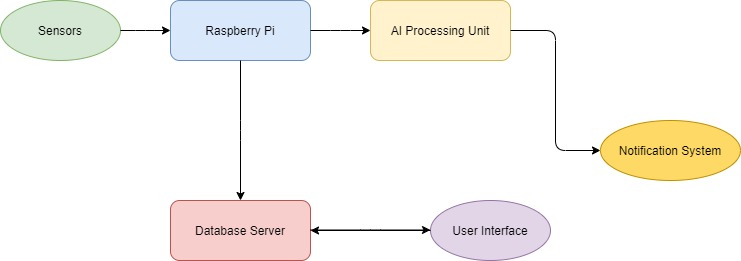 Sensors
Raspberry Pi
AI Processing Unit
Notification System
Database Server
User Interface